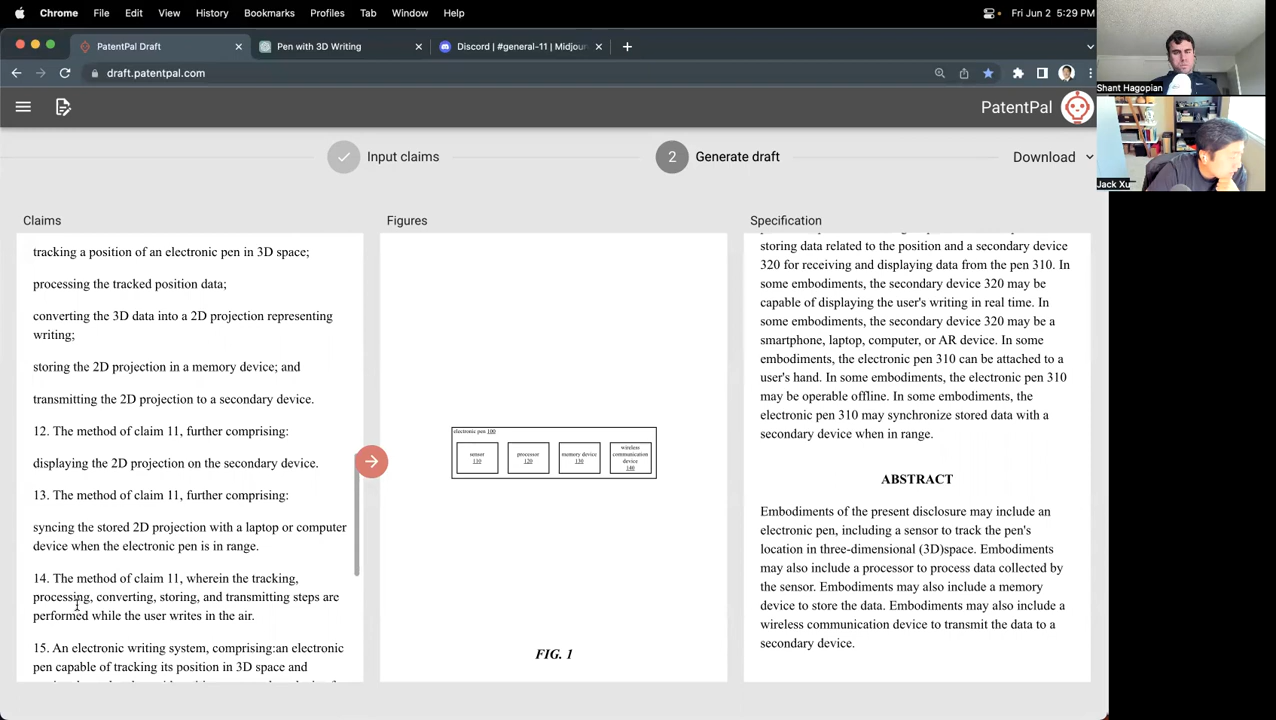 Chrome File Edit View History Bookmarks Profiles Tab Window Help Fri Jun 2 5:29 PM
PatentPal Draft Pen with 3D Writing Discord | #general-11 | Midjour
draft.patentpal.com
PatentPal
Input claims 2 Generate draft Download
Shant Hagopian
Jack Xu
Claims
tracking a position of an electronic pen in 3D space;
processing the tracked position data;
converting the 3D data into a 2D projection representing
writing;
storing the 2D projection in a memory device; and
transmitting the 2D projection to a secondary device.
12. The method of claim 11, further comprising:
displaying the 2D projection on the secondary device.
13. The method of claim 11, further comprising:
syncing the stored 2D projection with a laptop or computer
device when the electronic pen is in range.
14. The method of claim 11, wherein the tracking,
processing, converting, storing, and transmitting steps are
performed while the user writes in the air.
15. An electronic writing system, comprising:an electronic
pen capable of tracking its position in 3D space and
Figures
electronic pen 100
sensor
110
processor
120
memory device
130
wireless
communication
device
140
FIG. 1
Specification
storing data related to the position and a secondary device
320 for receiving and displaying data from the pen 310. In
some embodiments, the secondary device 320 may be
capable of displaying the user's writing in real time. In
some embodiments, the secondary device 320 may be a
smartphone, laptop, computer, or AR device. In some
embodiments, the electronic pen 310 can be attached to a
user's hand. In some embodiments, the electronic pen 310
may be operable offline. In some embodiments, the
electronic pen 310 may synchronize stored data with a
secondary device when in range.
ABSTRACT
Embodiments of the present disclosure may include an
electronic pen, including a sensor to track the pen's
location in three-dimensional (3D)space. Embodiments
may also include a processor to process data collected by
the sensor. Embodiments may also include a memory
device to store the data. Embodiments may also include a
wireless communication device to transmit the data to a
secondary device.